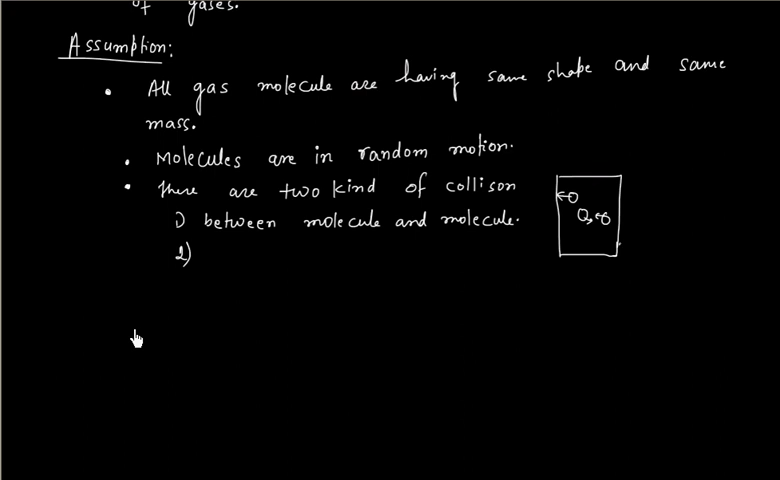 of gases.
Assumption:
• All gas molecule are having same shape and same
mass.
• Molecules are in random motion.
• There are two kind of collison
1) between molecule and molecule.
2)